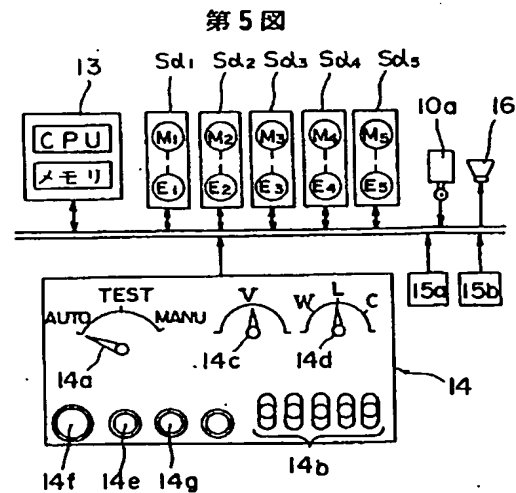 第5図
13 Sd1 Sd2 Sd3 Sd4 Sd5
10a 16
CPU M1 M2 M3 M4 M5
メモリ E1 E2 E3 E4 E5
15a 15b
TEST V L
AUTO MANU W C
14a 14c 14d 14
14f 14e 14g 14b